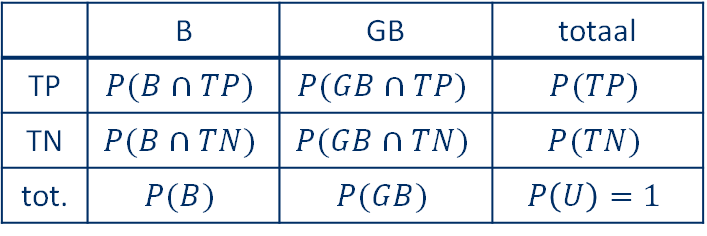 B GB totaal
TP P(B ∩ TP) P(GB ∩ TP) P(TP)
TN P(B ∩ TN) P(GB ∩ TN) P(TN)
tot. P(B) P(GB) P(U) = 1